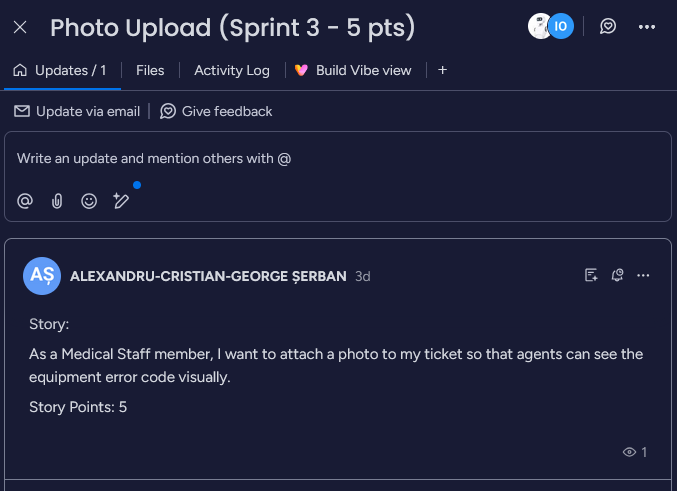 Photo Upload (Sprint 3 - 5 pts)
IO
Updates / 1
Files
Activity Log
Build Vibe view
+
Update via email
Give feedback
Write an update and mention others with @
AȘ
ALEXANDRU-CRISTIAN-GEORGE ȘERBAN 3d
Story:
As a Medical Staff member, I want to attach a photo to my ticket so that agents can see the
equipment error code visually.
Story Points: 5
1